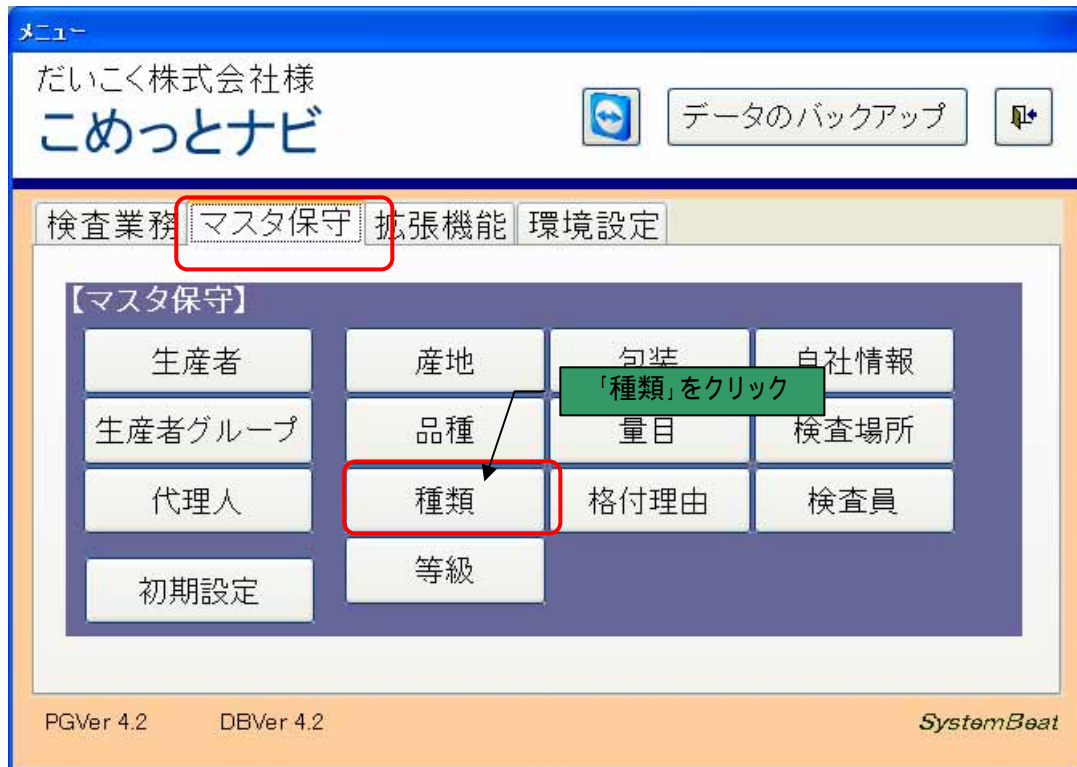 メニュー
だいこく株式会社様
こめっとナビ
データのバックアップ
検査業務 マスタ保守 拡張機能 環境設定
【マスタ保守】
生産者 産地 包装 自社情報
「種類」をクリック
生産者グループ 品種 量目 検査場所
代理人 種類 格付理由 検査員
初期設定 等級
PGVer 4.2 DBVer 4.2 SystemBeat